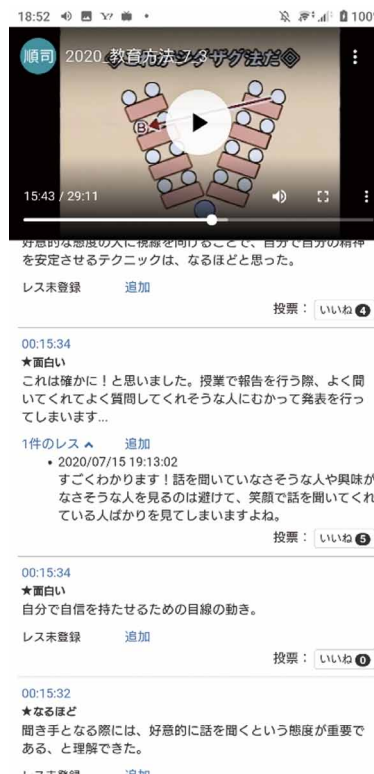 18:52
100%
順司 2020_教育方法_7_3
ジグザグ法だ◈
B
15:43 / 29:11
好意的な態度の人に視線を向けることで、自分で自分の精神
を安定させるテクニックは、なるほどと思った。
レス未登録 追加
投票： いいね 4
00:15:34
★面白い
これは確かに！と思いました。授業で報告を行う際、よく聞
いてくれてよく質問してくれそうな人にむかって発表を行っ
てしまいます...
1件のレス 追加
• 2020/07/15 19:13:02
すごくわかります！話を聞いていなさそうな人や興味が
なさそうな人を見るのは避けて、笑顔で話を聞いてくれ
ている人ばかりを見てしまいますよね。
投票： いいね 5
00:15:34
★面白い
自分で自信を持たせるための目線の動き。
レス未登録 追加
投票： いいね 0
00:15:32
★なるほど
聞き手となる際には、好意的に話を聞くという態度が重要で
ある、と理解できた。
レス未登録 追加